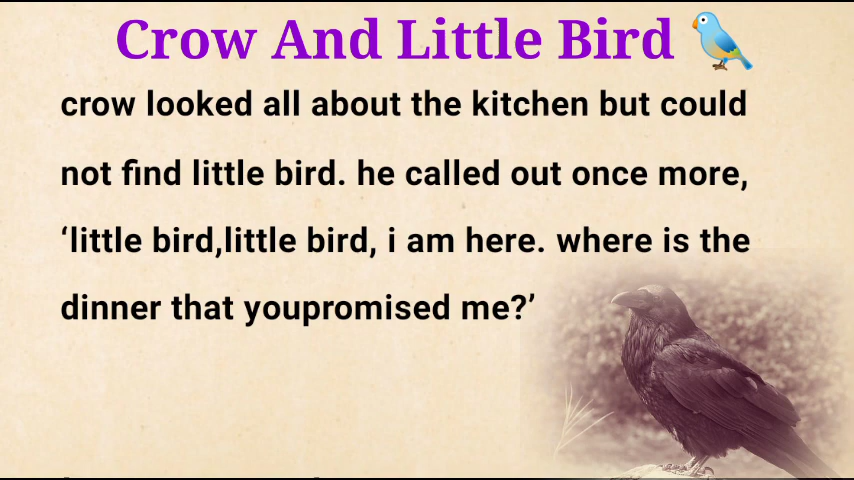 Crow And Little Bird
crow looked all about the kitchen but could
not find little bird. he called out once more,
‘little bird,little bird, i am here. where is the
dinner that youpromised me?’